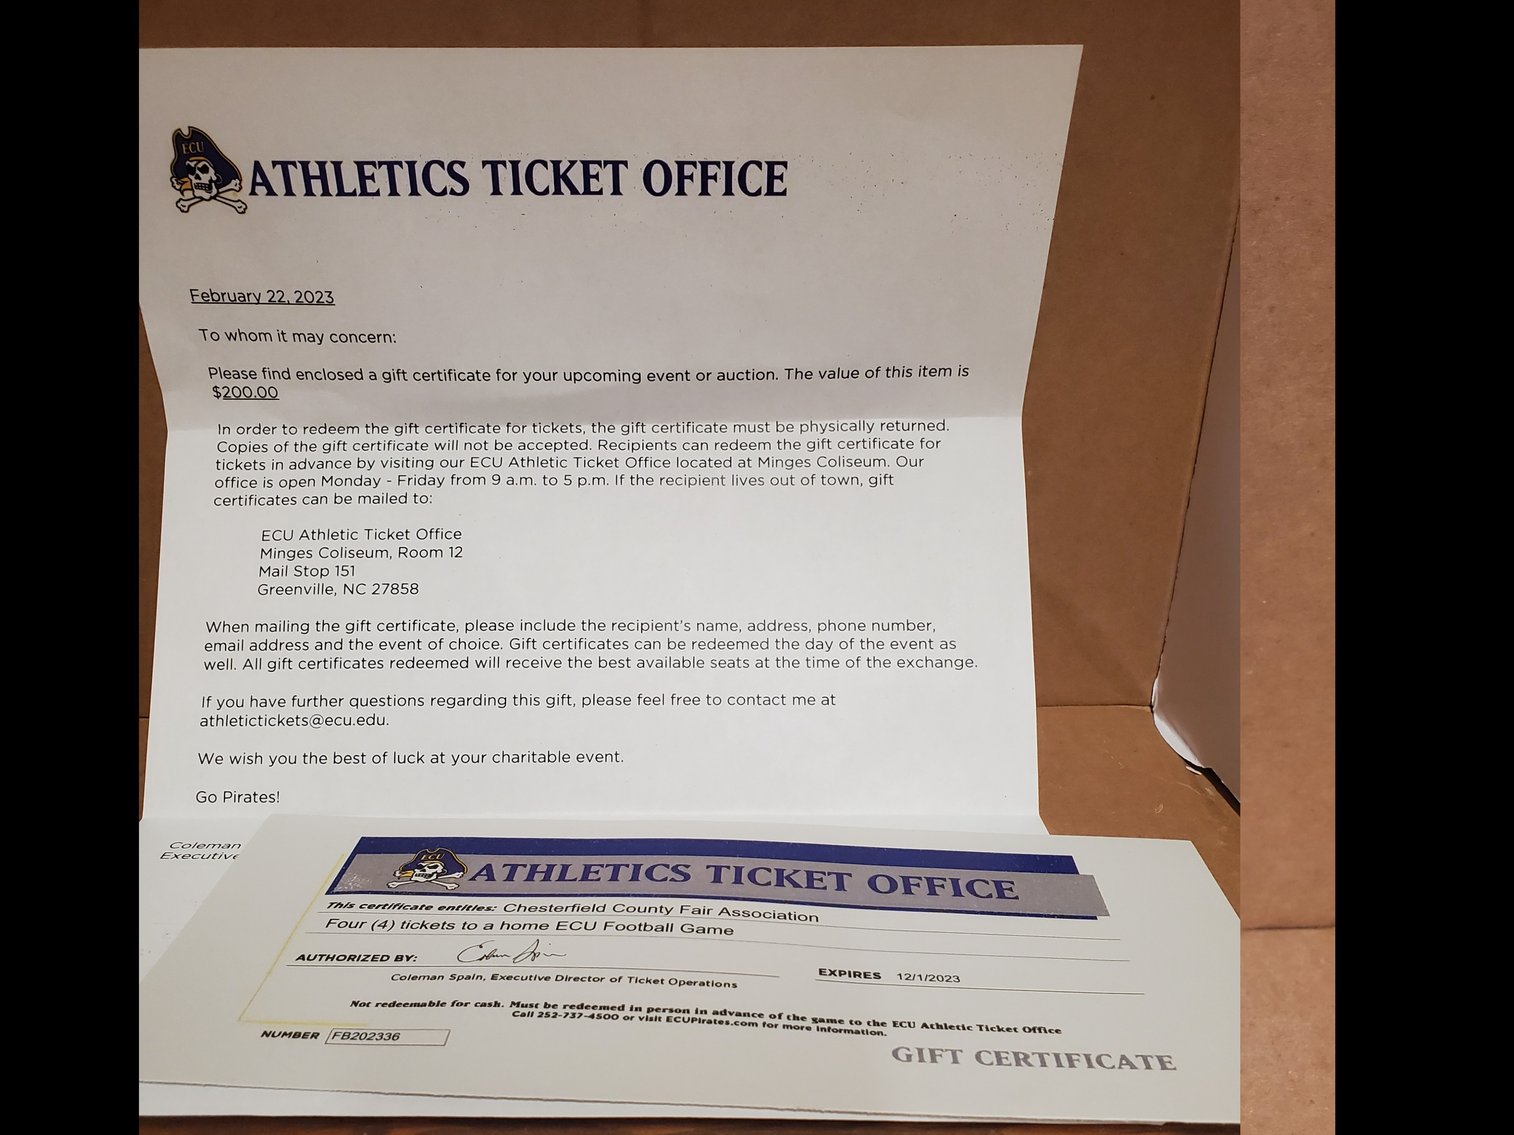 ECU
ATHLETICS TICKET OFFICE
February 22, 2023
To whom it may concern:
Please find enclosed a gift certificate for your upcoming event or auction. The value of this item is
$200.00
In order to redeem the gift certificate for tickets, the gift certificate must be physically returned.
Copies of the gift certificate will not be accepted. Recipients can redeem the gift certificate for
tickets in advance by visiting our ECU Athletic Ticket Office located at Minges Coliseum. Our
office is open Monday - Friday from 9 a.m. to 5 p.m. If the recipient lives out of town, gift
certificates can be mailed to:
ECU Athletic Ticket Office
Minges Coliseum, Room 12
Mail Stop 151
Greenville, NC 27858
When mailing the gift certificate, please include the recipient's name, address, phone number,
email address and the event of choice. Gift certificates can be redeemed the day of the event as
well. All gift certificates redeemed will receive the best available seats at the time of the exchange.
If you have further questions regarding this gift, please feel free to contact me at
athletictickets@ecu.edu.
We wish you the best of luck at your charitable event.
Go Pirates!
Coleman
Executive
ECU
ATHLETICS TICKET OFFICE
This certificate entitles: Chesterfield County Fair Association
Four (4) tickets to a home ECU Football Game
AUTHORIZED BY:
Coleman Spain, Executive Director of Ticket Operations
EXPIRES 12/1/2023
Not redeemable for cash. Must be redeemed in person in advance of the game to the ECU Athletic Ticket Office
Call 252-737-4500 or visit ECUPirates.com for more information.
NUMBER FB202336
GIFT CERTIFICATE